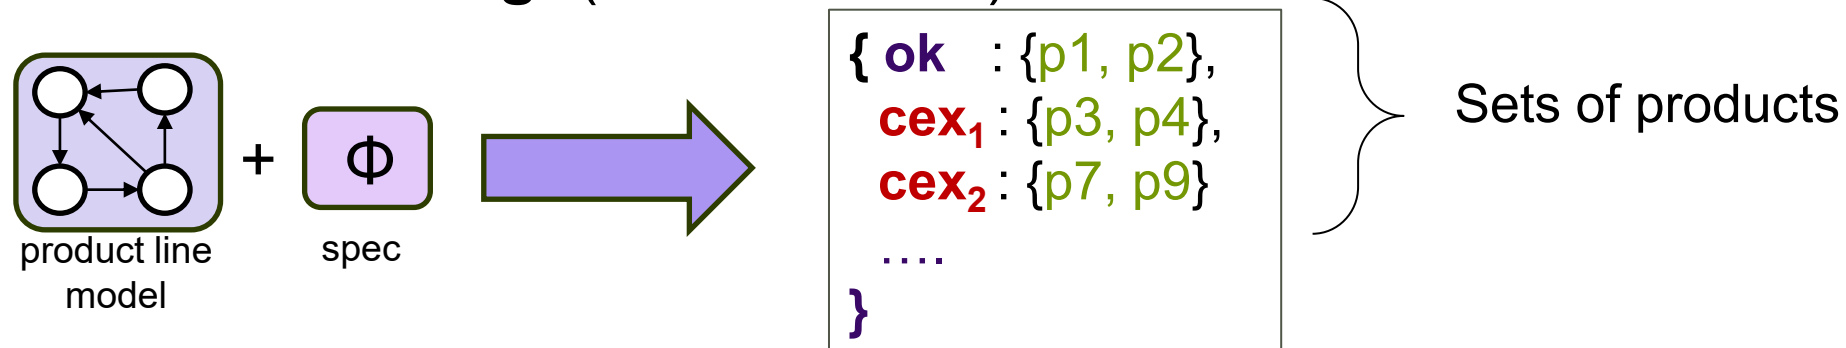 { ok : {p1, p2},
cex1 : {p3, p4},
cex2 : {p7, p9}
....
}
Sets of products
+
Φ
product line
model
spec